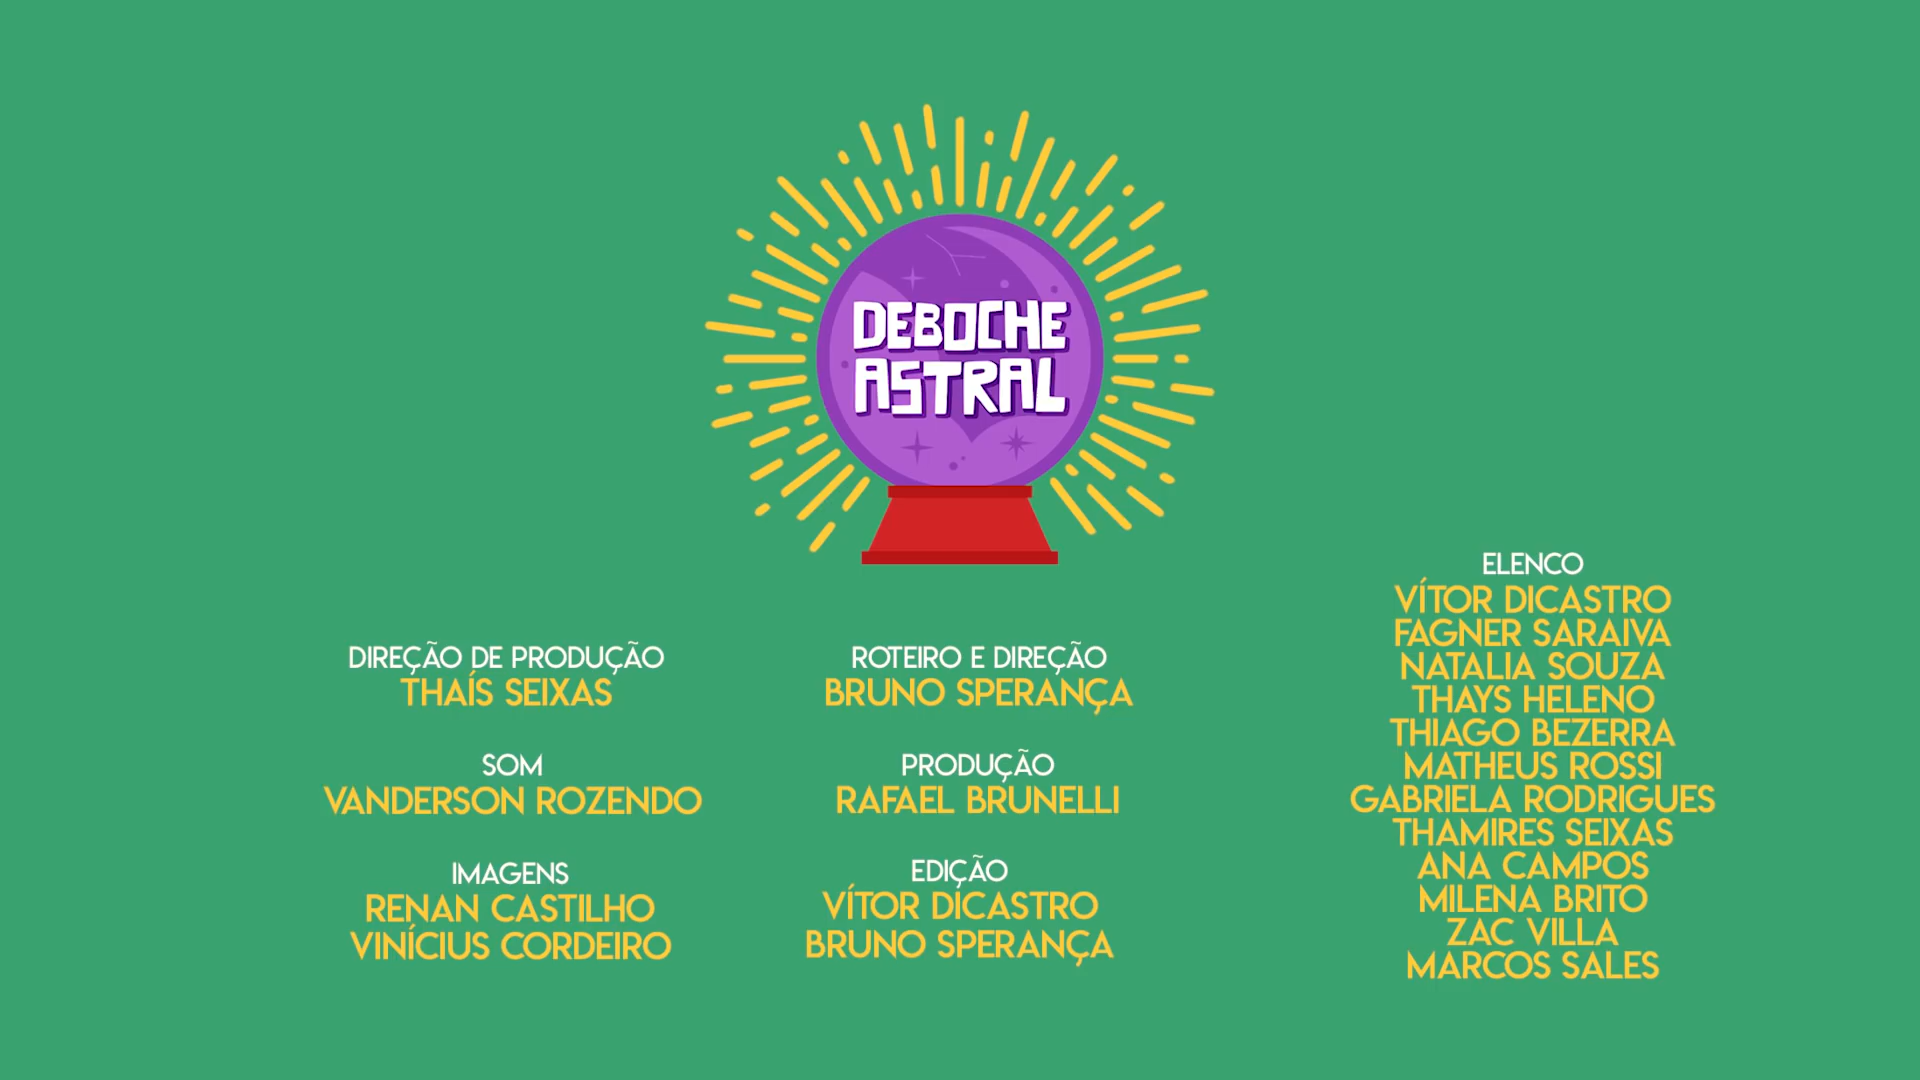 DEBOCHE
ASTRAL
DIREÇÃO DE PRODUÇÃO
THAÍS SEIXAS
SOM
VANDERSON ROZENDO
IMAGENS
RENAN CASTILHO
VINÍCIUS CORDEIRO
ROTEIRO E DIREÇÃO
BRUNO SPERANÇA
PRODUÇÃO
RAFAEL BRUNELLI
EDIÇÃO
VÍTOR DICASTRO
BRUNO SPERANÇA
ELENCO
VÍTOR DICASTRO
FAGNER SARAIVA
NATALIA SOUZA
THAYS HELENO
THIAGO BEZERRA
MATHEUS ROSSI
GABRIELA RODRIGUES
THAMIRES SEIXAS
ANA CAMPOS
MILENA BRITO
ZAC VILLA
MARCOS SALES